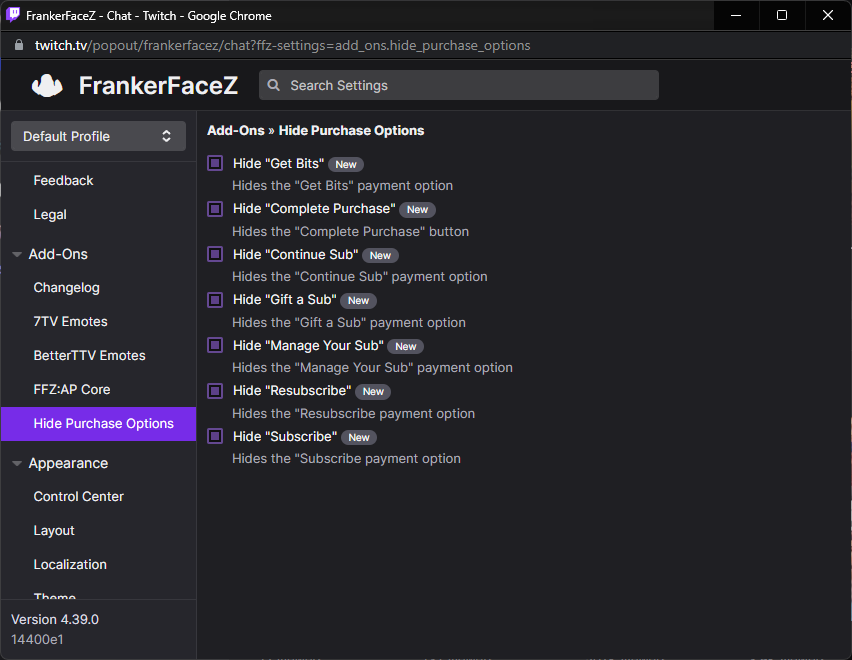 FrankerFaceZ - Chat - Twitch - Google Chrome
twitch.tv/popout/frankerfacez/chat?ffz-settings=add_ons.hide_purchase_options
FrankerFaceZ
Search Settings
Default Profile
Feedback
Legal
Add-Ons
Changelog
7TV Emotes
BetterTTV Emotes
FFZ:AP Core
Hide Purchase Options
Appearance
Control Center
Layout
Localization
Theme
Version 4.39.0
14400e1
Add-Ons » Hide Purchase Options
Hide "Get Bits" New
Hides the "Get Bits" payment option
Hide "Complete Purchase" New
Hides the "Complete Purchase" button
Hide "Continue Sub" New
Hides the "Continue Sub" payment option
Hide "Gift a Sub" New
Hides the "Gift a Sub" payment option
Hide "Manage Your Sub" New
Hides the "Manage Your Sub" payment option
Hide "Resubscribe" New
Hides the "Resubscribe payment option
Hide "Subscribe" New
Hides the "Subscribe payment option